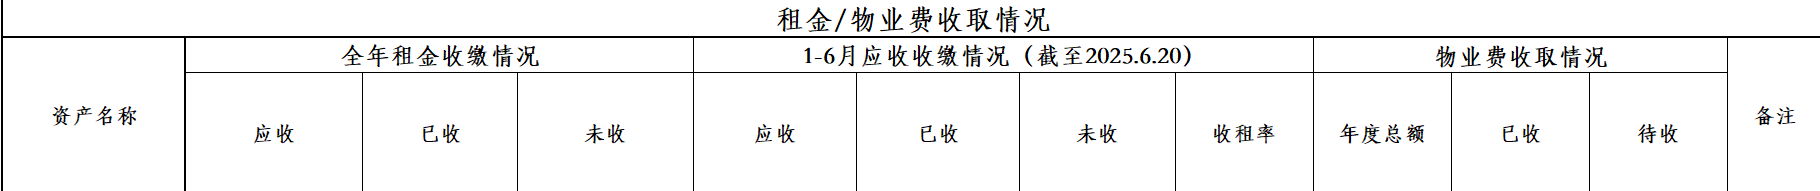 租金/物业费收取情况
全年租金收缴情况 1-6月应收收缴情况（截至2025.6.20） 物业费收取情况
资产名称 备注
应收 已收 未收 应收 已收 未收 收租率 年度总额 已收 待收